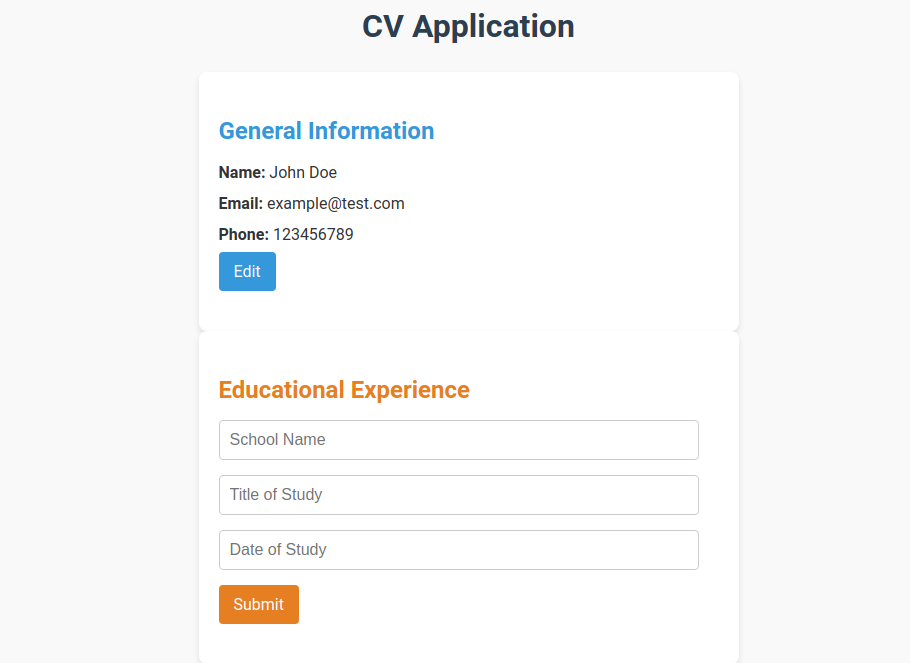 CV Application
General Information
Name: John Doe
Email: example@test.com
Phone: 123456789
Edit
Educational Experience
School Name
Title of Study
Date of Study
Submit